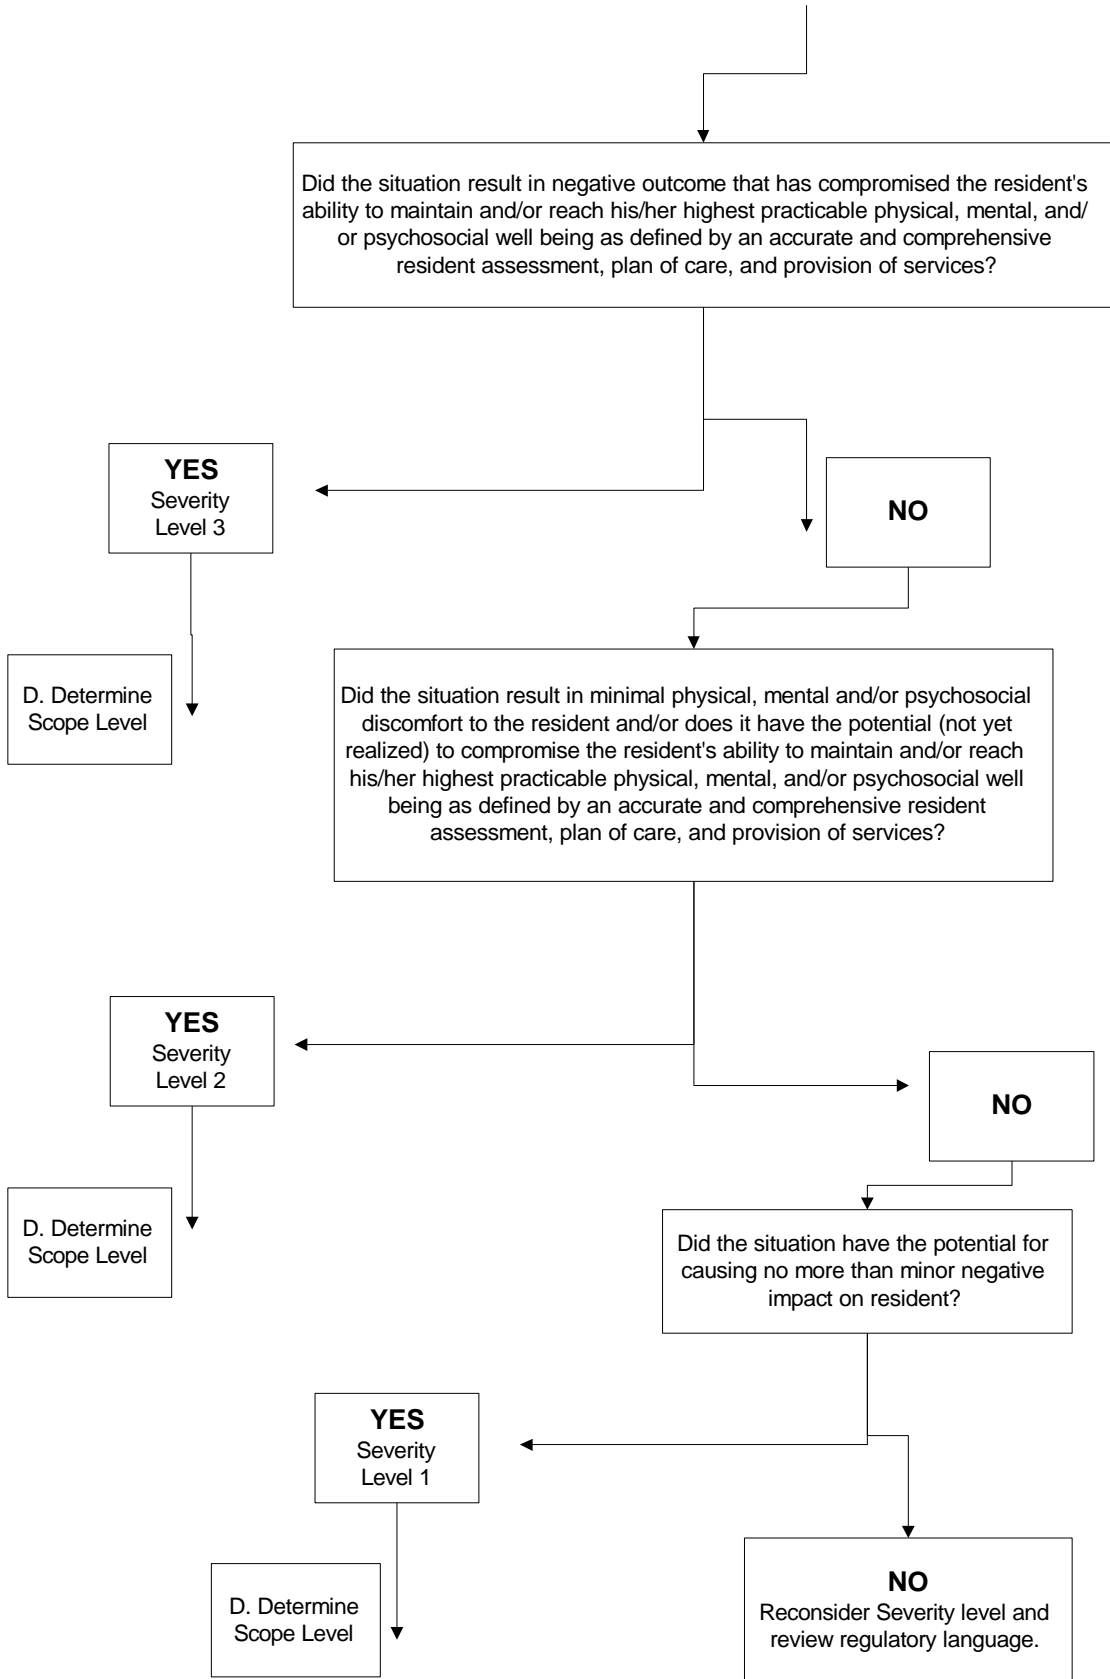 Did the situation result in negative outcome that has compromised the resident's
ability to maintain and/or reach his/her highest practicable physical, mental, and/
or psychosocial well being as defined by an accurate and comprehensive
resident assessment, plan of care, and provision of services?
YES
Severity
Level 3
NO
D. Determine
Scope Level
Did the situation result in minimal physical, mental and/or psychosocial
discomfort to the resident and/or does it have the potential (not yet
realized) to compromise the resident's ability to maintain and/or reach
his/her highest practicable physical, mental, and/or psychosocial well
being as defined by an accurate and comprehensive resident
assessment, plan of care, and provision of services?
YES
Severity
Level 2
NO
D. Determine
Scope Level
Did the situation have the potential for
causing no more than minor negative
impact on resident?
YES
Severity
Level 1
D. Determine
Scope Level
NO
Reconsider Severity level and
review regulatory language.